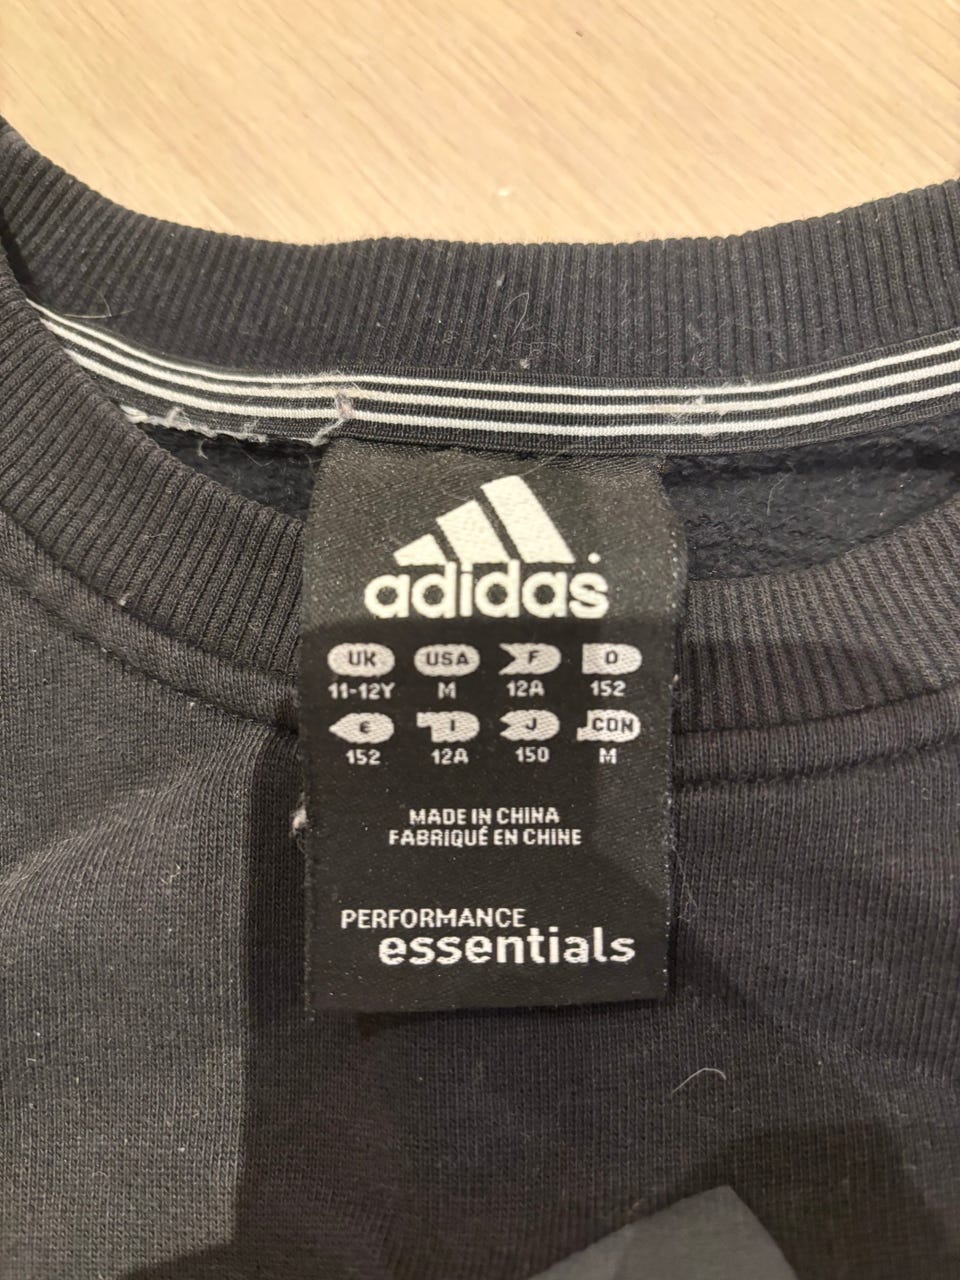 adidas
UK USA F D
11-12Y M 12A 152
E I J CDN
152 12A 150 M
MADE IN CHINA
FABRIQUÉ EN CHINE
PERFORMANCE
essentials